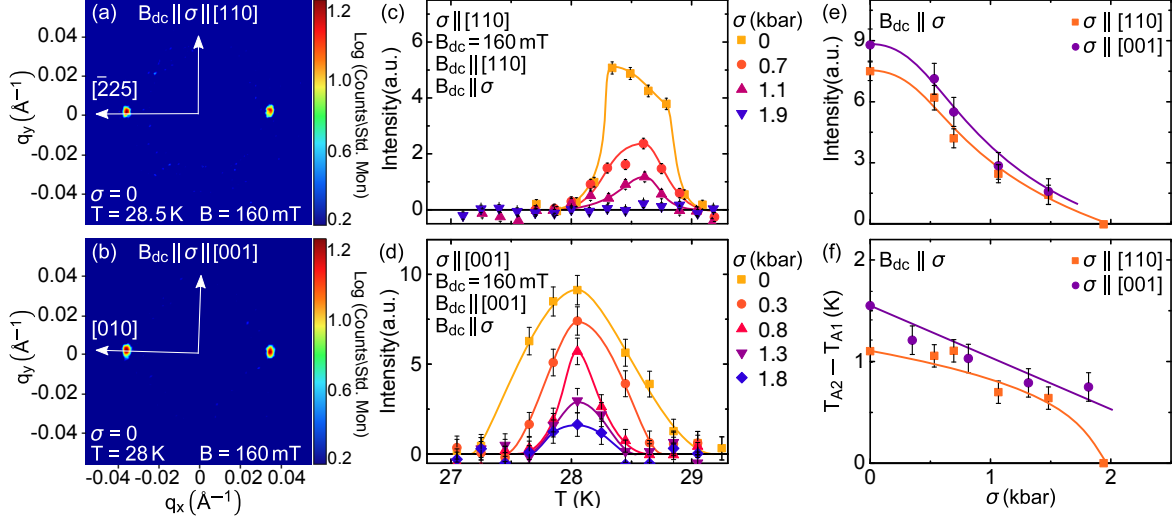 (a)
B_dc ∥ σ ∥ [110]
[2̄25]
σ = 0
T = 28.5 K B = 160 mT
q_y (Å⁻¹)
0.04
0.02
0
-0.02
-0.04
1.2
1.0
0.6
0.2
Log (Counts\Std. Mon)
(b)
B_dc ∥ σ ∥ [001]
[010]
σ = 0
T = 28 K B = 160 mT
q_y (Å⁻¹)
0.04
0.02
0
-0.02
-0.04
-0.04 -0.02 0 0.02 0.04
q_x (Å⁻¹)
1.2
1.0
0.6
0.2
Log (Counts\Std. Mon)
(c)
σ ∥ [110]
B_dc = 160 mT
B_dc ∥ [110]
B_dc ∥ σ
Intensity(a.u.)
6
4
2
0
σ (kbar)
0
0.7
1.1
1.9
(d)
σ ∥ [001]
B_dc = 160 mT
B_dc ∥ [001]
B_dc ∥ σ
Intensity(a.u.)
10
5
0
27 28 29
T (K)
σ (kbar)
0
0.3
0.8
1.3
1.8
(e)
B_dc ∥ σ
σ ∥ [110]
σ ∥ [001]
Intensity(a.u.)
9
6
3
0
(f)
B_dc ∥ σ
σ ∥ [110]
σ ∥ [001]
T_A2 − T_A1 (K)
2
1
0
0 1 2
σ (kbar)